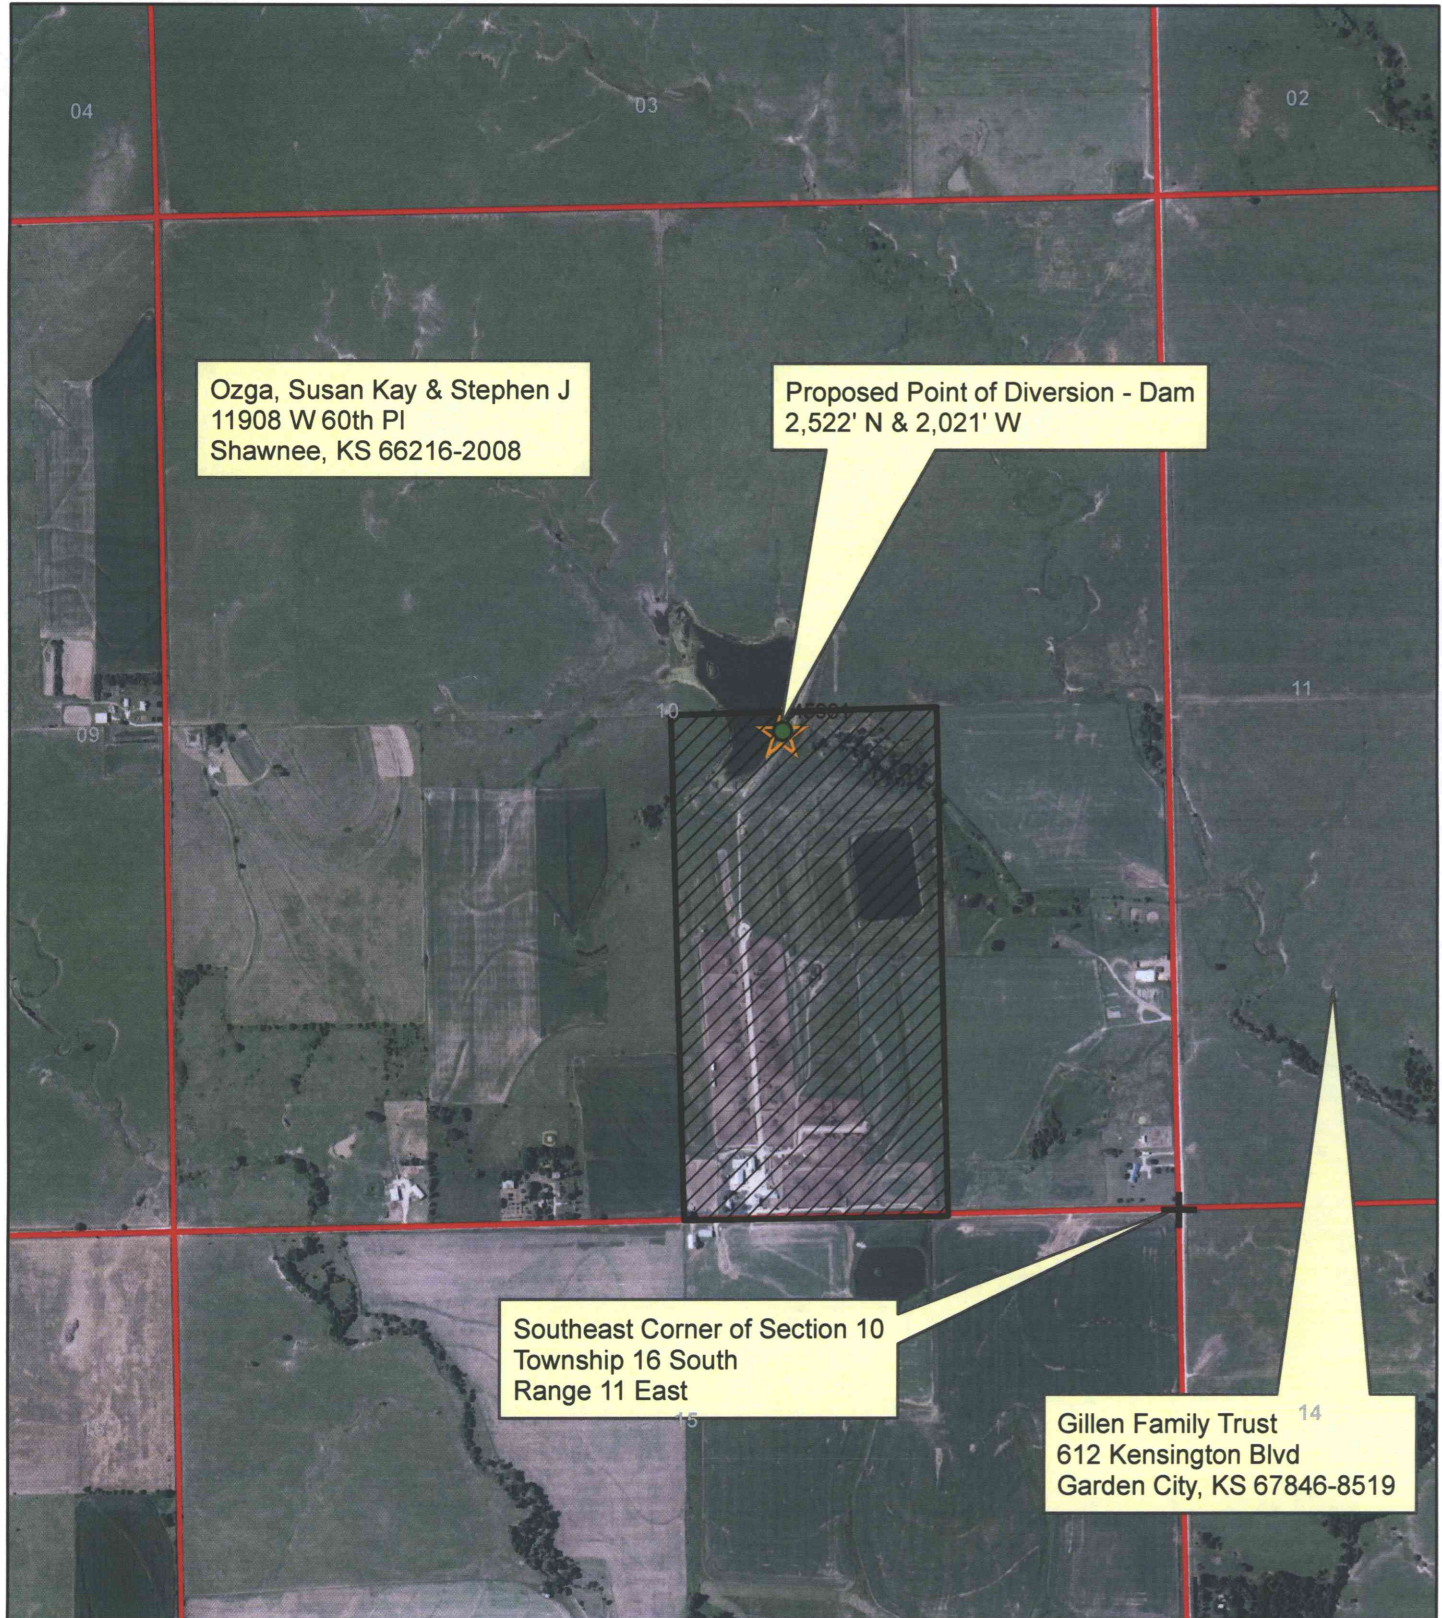 04
03
02
Ozga, Susan Kay & Stephen J
11908 W 60th Pl
Shawnee, KS 66216-2008
Proposed Point of Diversion - Dam
2,522' N & 2,021' W
11
10
09
Southeast Corner of Section 10
Township 16 South
Range 11 East
15
16
14
Gillen Family Trust
612 Kensington Blvd
Garden City, KS 67846-8519